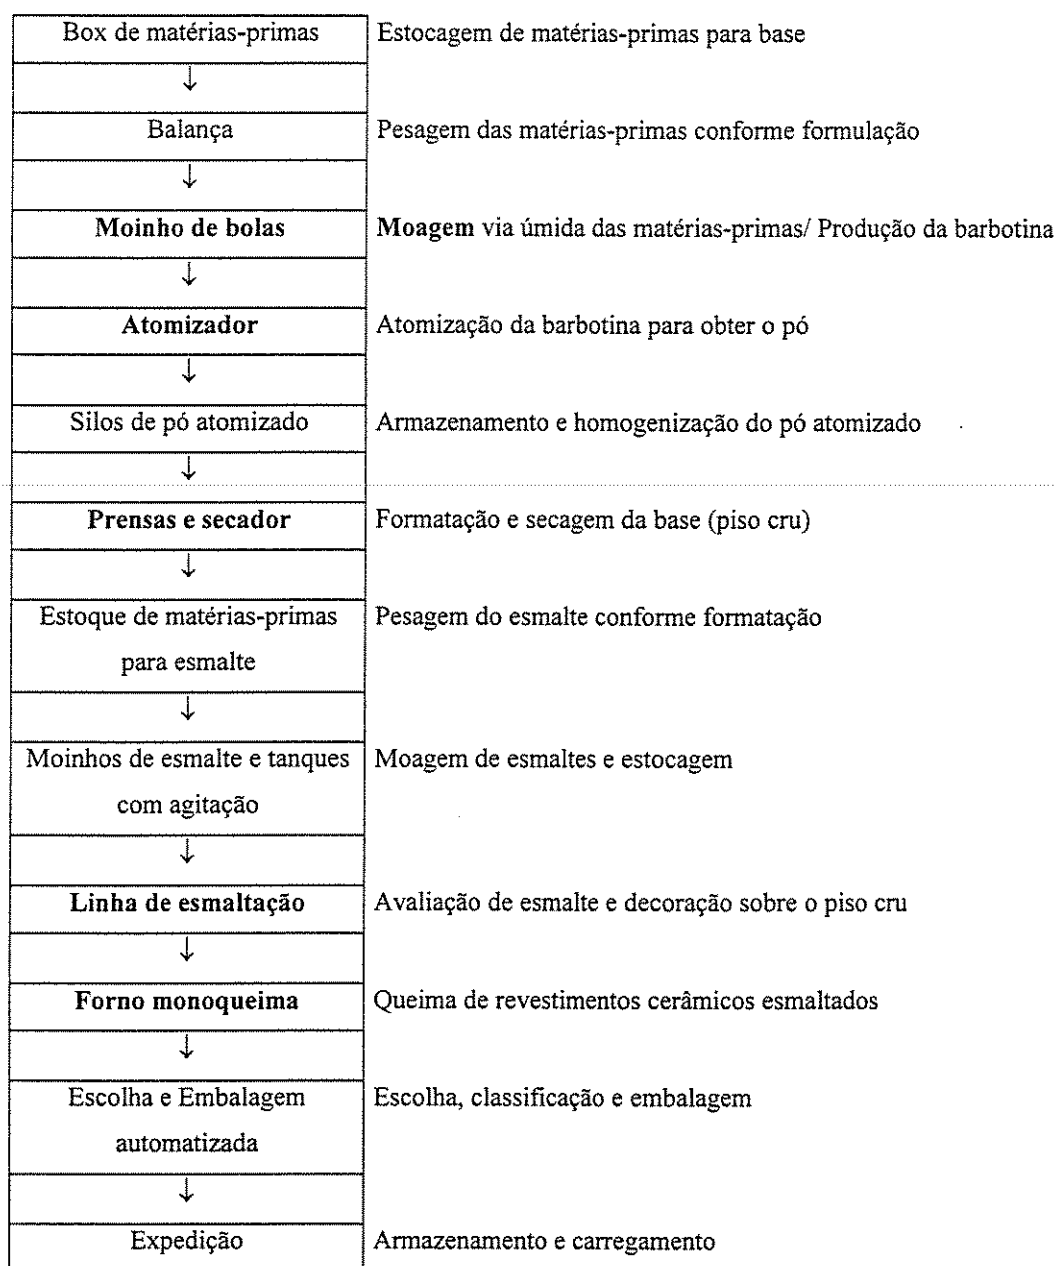 Box de matérias-primas Estocagem de matérias-primas para base
↓
Balança Pesagem das matérias-primas conforme formulação
↓
Moinho de bolas Moagem via úmida das matérias-primas/ Produção da barbotina
↓
Atomizador Atomização da barbotina para obter o pó
↓
Silos de pó atomizado Armazenamento e homogenização do pó atomizado
↓
Prensas e secador Formatação e secagem da base (piso cru)
↓
Estoque de matérias-primas Pesagem do esmalte conforme formatação
para esmalte
↓
Moinhos de esmalte e tanques Moagem de esmaltes e estocagem
com agitação
↓
Linha de esmaltação Avaliação de esmalte e decoração sobre o piso cru
↓
Forno monoqueima Queima de revestimentos cerâmicos esmaltados
↓
Escolha e Embalagem Escolha, classificação e embalagem
automatizada
↓
Expedição Armazenamento e carregamento